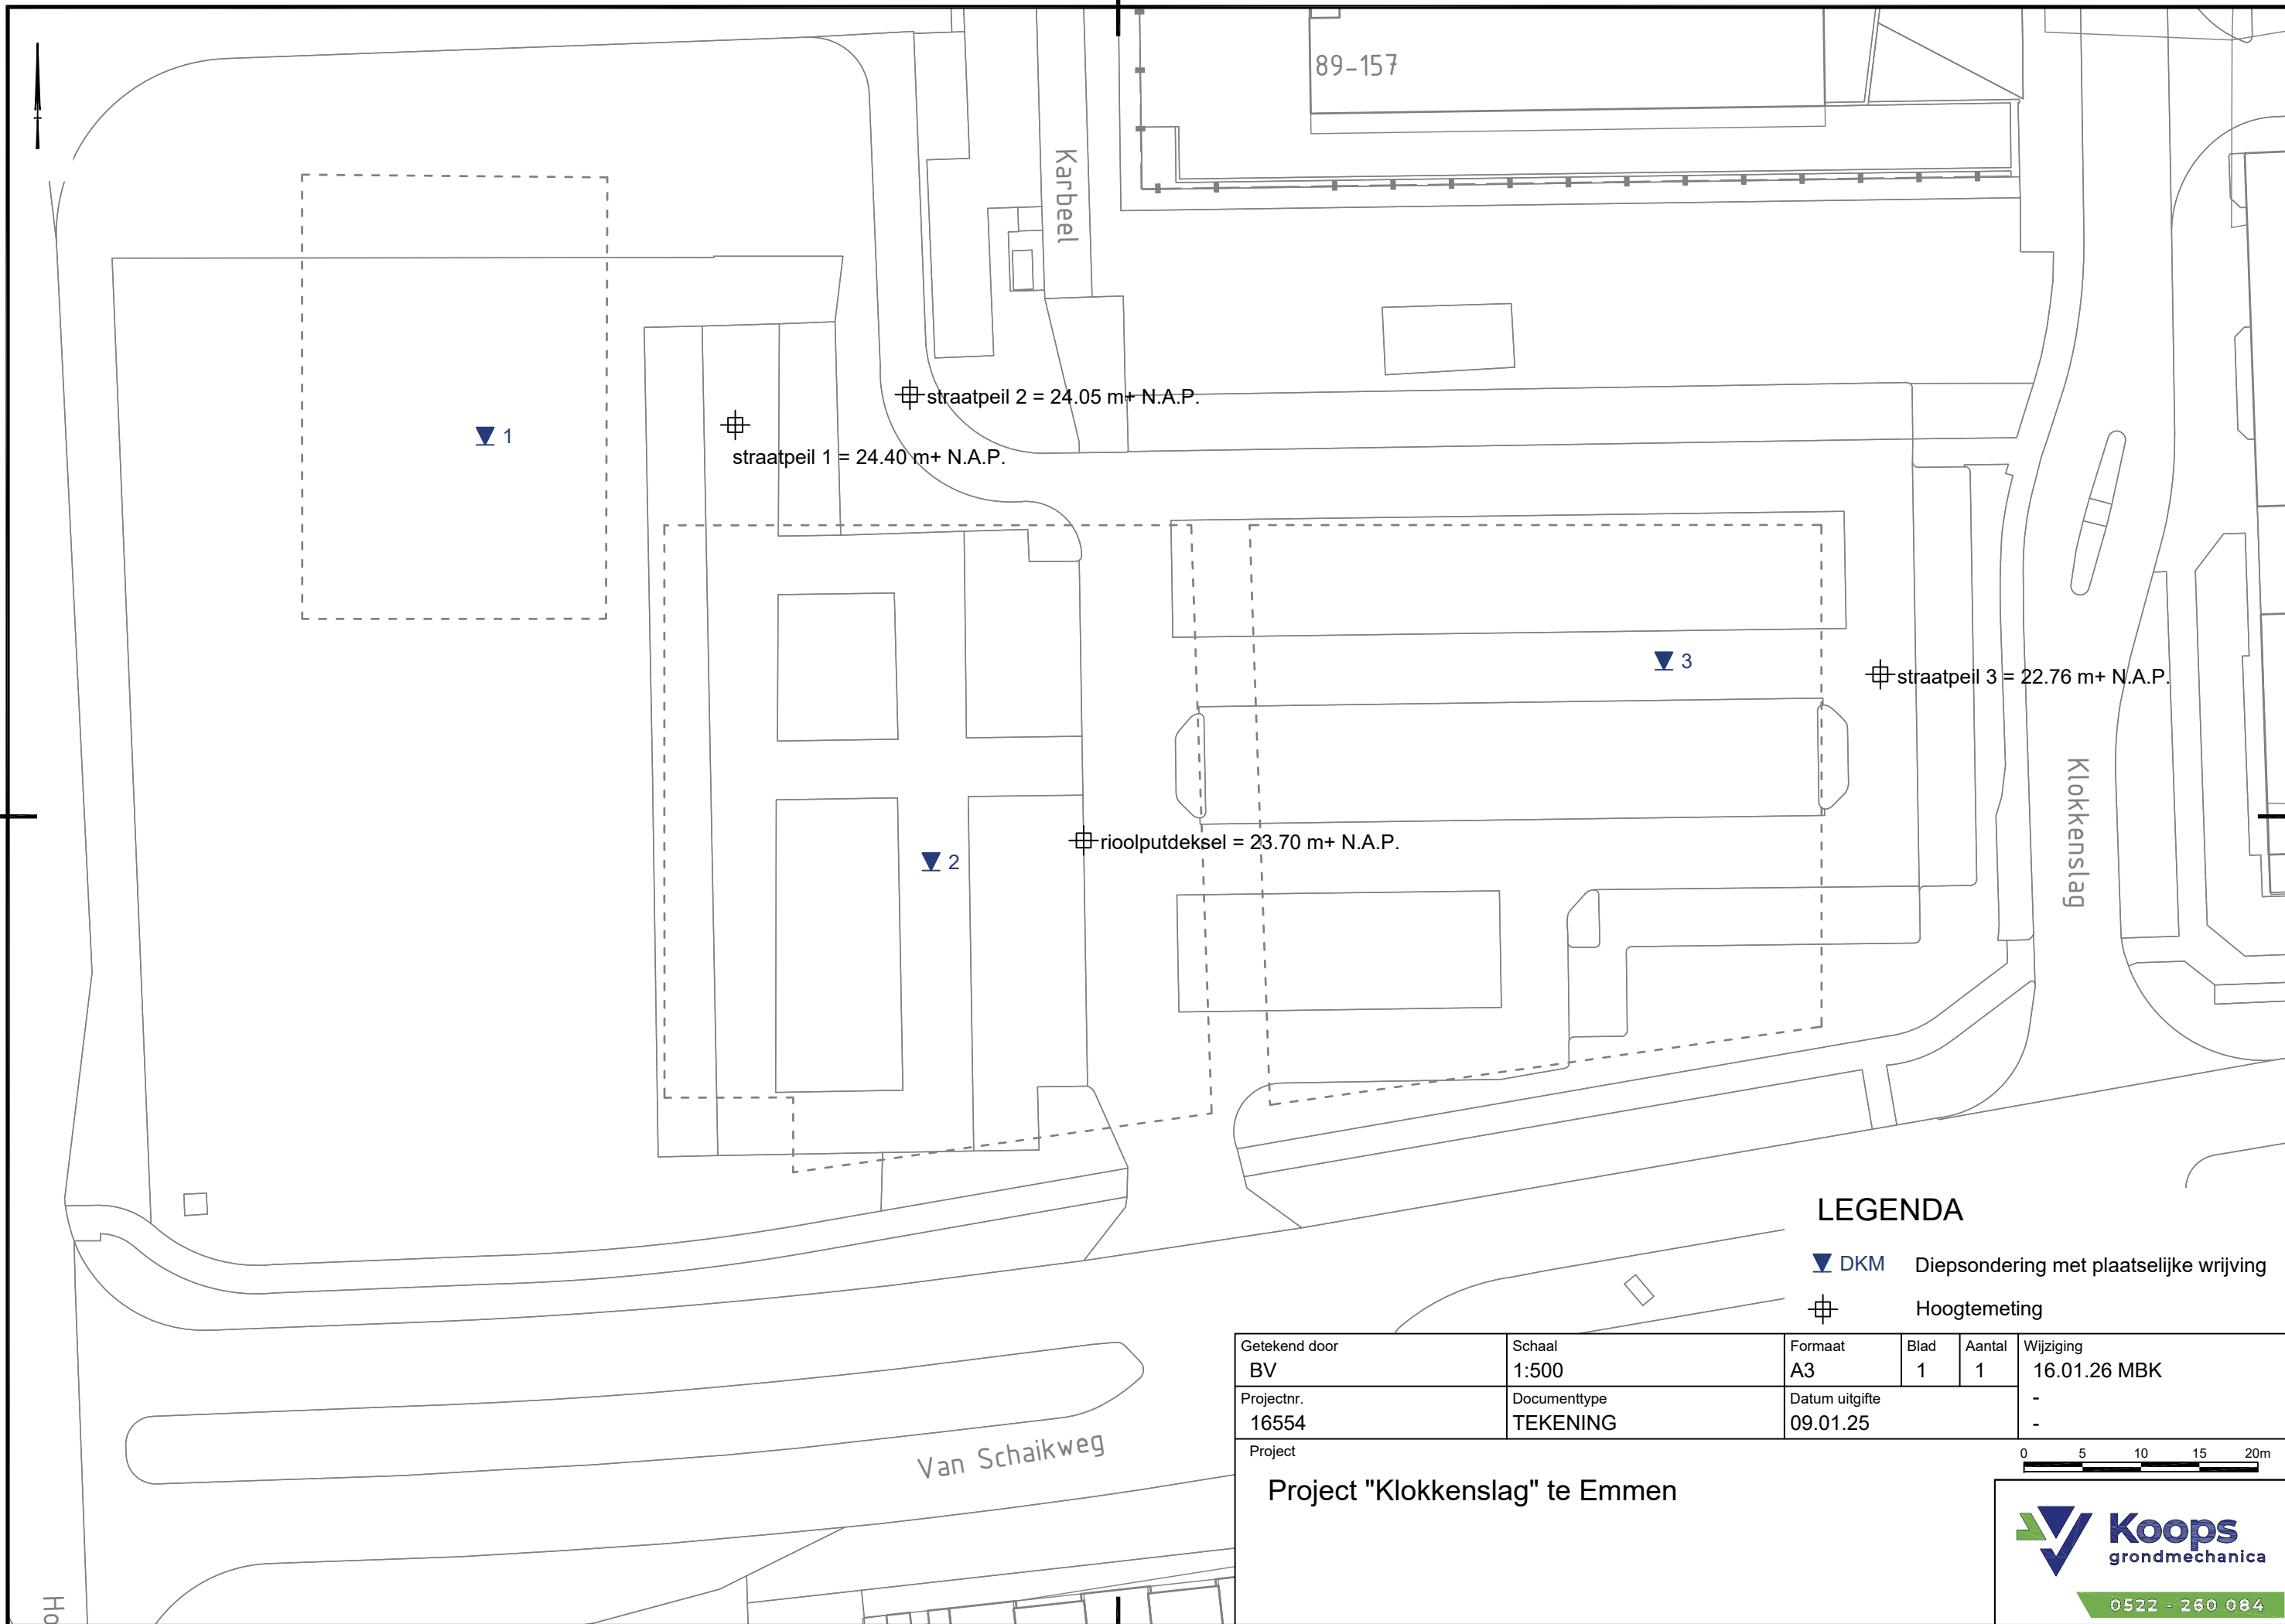 89-157
Karbeel
straatpeil 2 = 24.05 m+ N.A.P.
1
straatpeil 1 = 24.40 m+ N.A.P.
3
straatpeil 3 = 22.76 m+ N.A.P.
Klokkenslag
rioolputdeksel = 23.70 m+ N.A.P.
2
LEGENDA
DKM Diepsondering met plaatselijke wrijving
Hoogtemeting
Getekend door Schaal Formaat Blad Aantal Wijziging
BV 1:500 A3 1 1 16.01.26 MBK
Projectnr. Documenttype Datum uitgifte -
16554 TEKENING 09.01.25 -
Project
0 5 10 15 20m
Project "Klokkenslag" te Emmen
Van Schaikweg
Ho
Koops
grondmechanica
0522 - 260 084